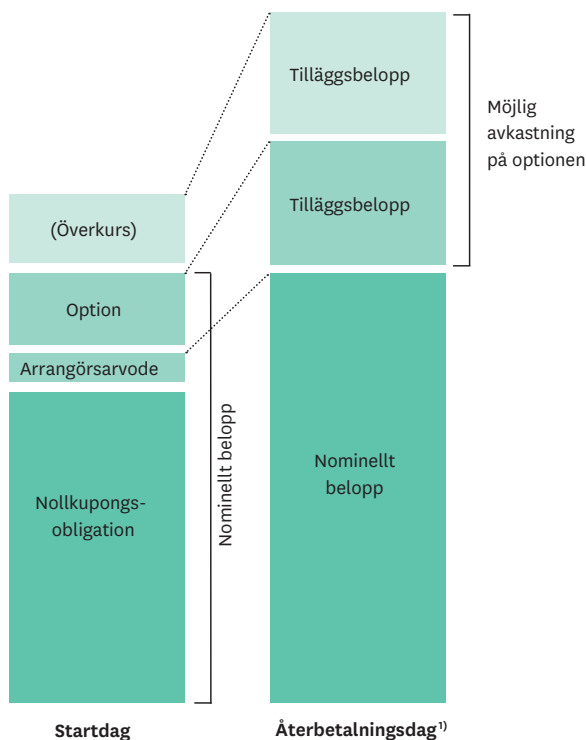 Tilläggsbelopp
Möjlig
avkastning
på optionen
Tilläggsbelopp
(Överkurs)
Option
Arrangörsarvode
Nollkupongs-
obligation
Nominellt belopp
Nominellt
belopp
Startdag
Återbetalningsdag¹⁾